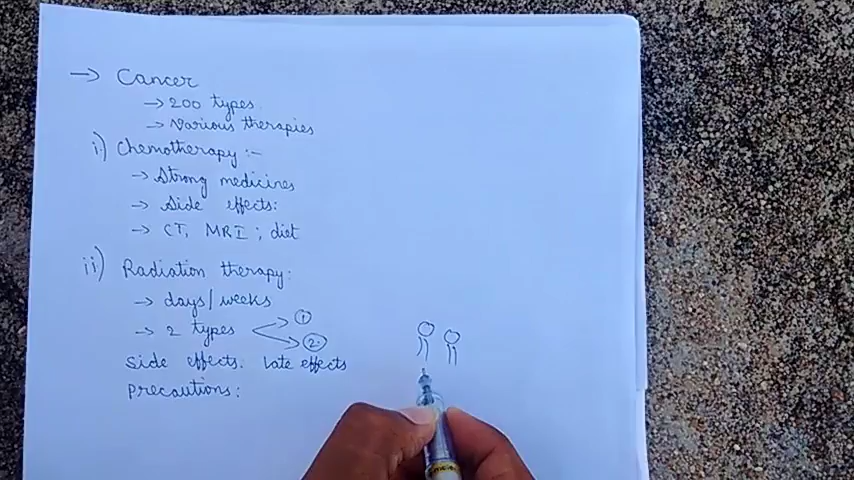 → Cancer
→ 200 types
→ Various therapies
i) Chemotherapy :-
→ Strong medicines
→ Side effects:
→ CT, MRI ; diet
ii) Radiation therapy:
→ days/weeks
→ 2 types ① ②
Side effects: Late effects
Precautions: